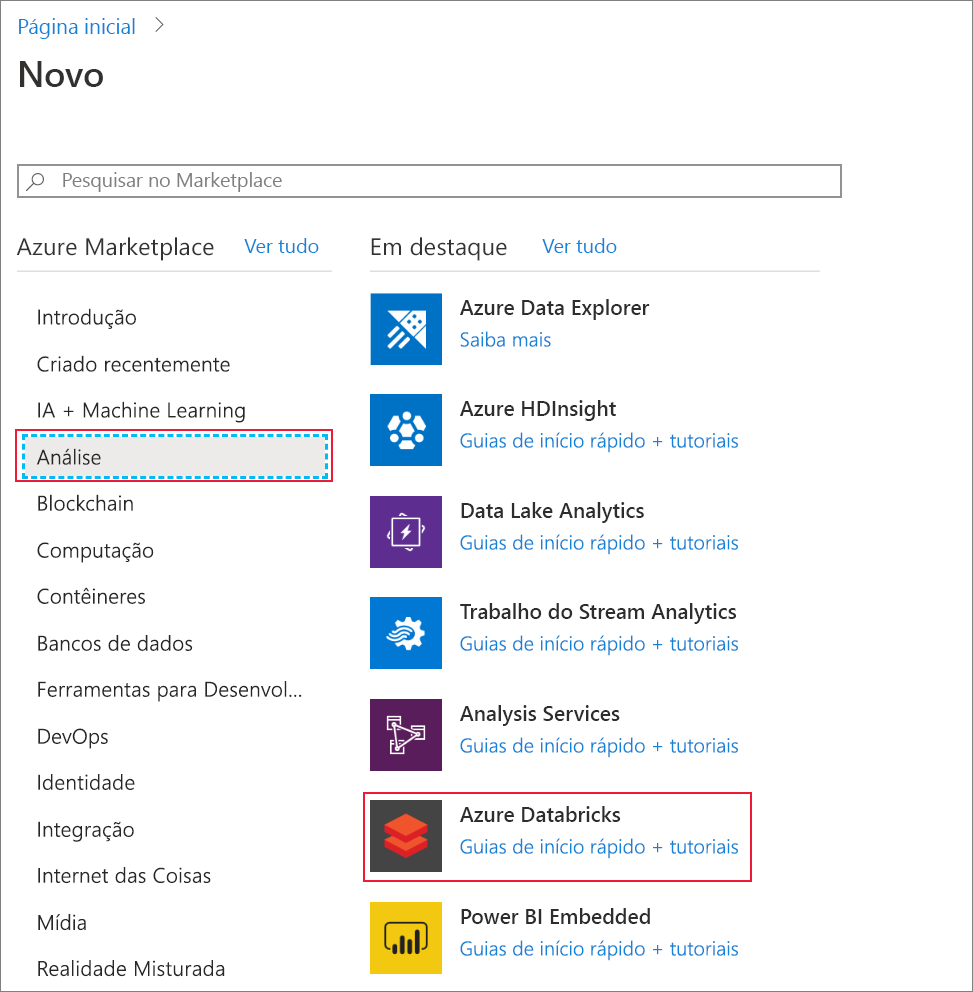 Página inicial
Novo
Pesquisar no Marketplace
Azure Marketplace
Ver tudo
Introdução
Criado recentemente
IA + Machine Learning
Análise
Blockchain
Computação
Contêineres
Bancos de dados
Ferramentas para Desenvol...
DevOps
Identidade
Integração
Internet das Coisas
Mídia
Realidade Misturada
Em destaque
Ver tudo
Azure Data Explorer
Saiba mais
Azure HDInsight
Guias de início rápido + tutoriais
Data Lake Analytics
Guias de início rápido + tutoriais
Trabalho do Stream Analytics
Guias de início rápido + tutoriais
Analysis Services
Guias de início rápido + tutoriais
Azure Databricks
Guias de início rápido + tutoriais
Power BI Embedded
Guias de início rápido + tutoriais